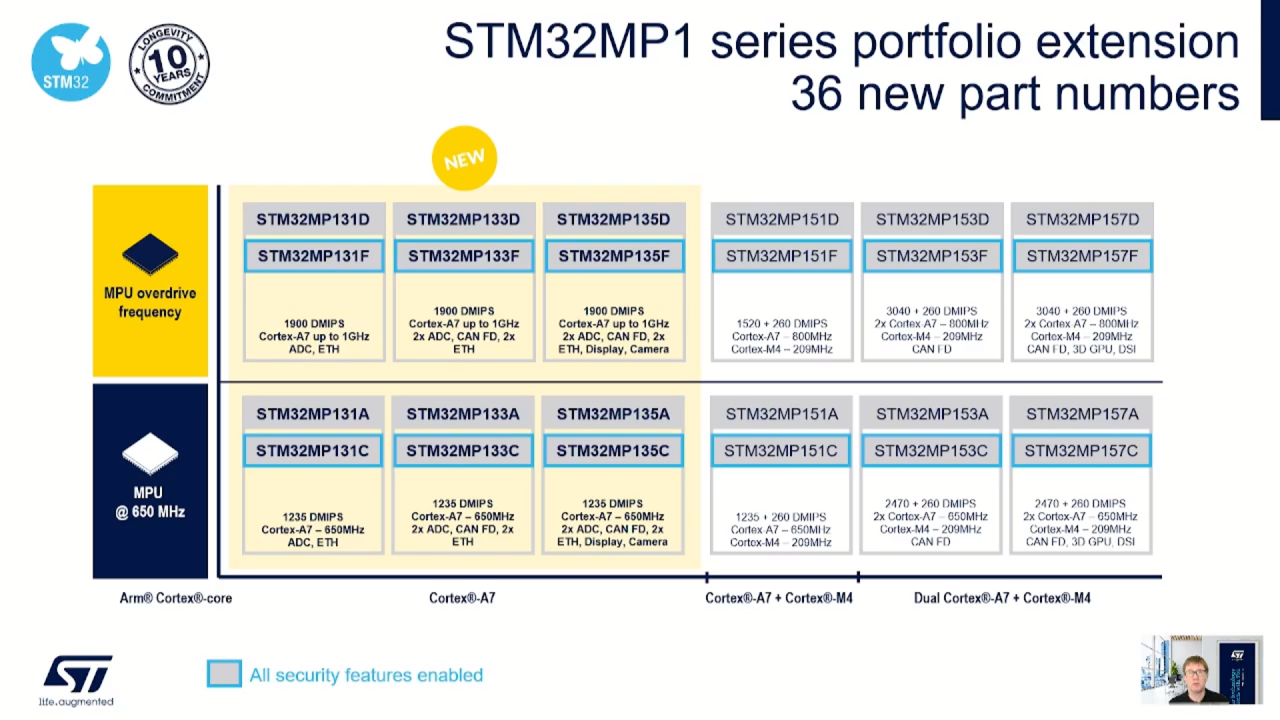 STM32
LONGEVITY
10
YEARS
COMMITMENT
STM32MP1 series portfolio extension
36 new part numbers
NEW
MPU overdrive
frequency
STM32MP131D
STM32MP131F
1900 DMIPS
Cortex-A7 up to 1GHz
ADC, ETH
STM32MP133D
STM32MP133F
1900 DMIPS
Cortex-A7 up to 1GHz
2x ADC, CAN FD, 2x
ETH
STM32MP135D
STM32MP135F
1900 DMIPS
Cortex-A7 up to 1GHz
2x ADC, CAN FD, 2x
ETH, Display, Camera
STM32MP151D
STM32MP151F
1520 + 260 DMIPS
Cortex-A7 – 800MHz
Cortex-M4 – 209MHz
STM32MP153D
STM32MP153F
3040 + 260 DMIPS
2x Cortex-A7 – 800MHz
Cortex-M4 – 209MHz
CAN FD
STM32MP157D
STM32MP157F
3040 + 260 DMIPS
2x Cortex-A7 – 800MHz
Cortex-M4 – 209MHz
CAN FD, 3D GPU, DSI
MPU
@ 650 MHz
STM32MP131A
STM32MP131C
1235 DMIPS
Cortex-A7 – 650MHz
ADC, ETH
STM32MP133A
STM32MP133C
1235 DMIPS
Cortex-A7 – 650MHz
2x ADC, CAN FD, 2x
ETH
STM32MP135A
STM32MP135C
1235 DMIPS
Cortex-A7 – 650MHz
2x ADC, CAN FD, 2x
ETH, Display, Camera
STM32MP151A
STM32MP151C
1235 + 260 DMIPS
Cortex-A7 – 650MHz
Cortex-M4 – 209MHz
STM32MP153A
STM32MP153C
2470 + 260 DMIPS
2x Cortex-A7 – 650MHz
Cortex-M4 – 209MHz
CAN FD
STM32MP157A
STM32MP157C
2470 + 260 DMIPS
2x Cortex-A7 – 650MHz
Cortex-M4 – 209MHz
CAN FD, 3D GPU, DSI
Arm® Cortex®-core
Cortex®-A7
Cortex®-A7 + Cortex®-M4
Dual Cortex®-A7 + Cortex®-M4
All security features enabled
ST
life.augmented
ST